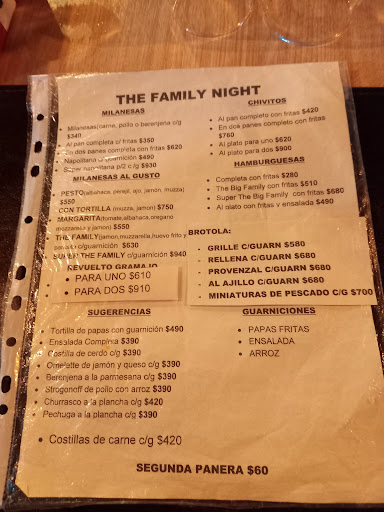 THE FAMILY NIGHT
MILANESAS
• Milanesas(carne, pollo o berenjena c/g
$340
• Al pan completa c/ fritas $350
• En dos panes completa con fritas $620
• Napolitana c/ guarnición $490
• Super napolitana p/2 c/g $930
MILANESAS AL GUSTO
• PESTO(albahaca, perejil, ajo, jamón, muzza)
$550
CON TORTILLA (muzza, jamon) $750
MARGARITA(tomate,albahaca,oregano
muzzarella y jamón) $550
THE FAMILY(jamon,muzzarella,huevo frito y
c/guarnición $630
SUPER THE FAMILY c/guarnición $940
REVUELTO GRAMAJO
• PARA UNO $610
• PARA DOS $910
CHIVITOS
• Al pan completo con fritas $420
• En dos panes completo con fritas
$760
• Al plato para uno $620
• Al plato para dos $900
HAMBURGUESAS
• Completa con fritas $280
• The Big Family con fritas $510
• Super The Big Family con fritas $680
• Al plato con fritas y ensalada $490
BROTOLA:
- GRILLE C/GUARN $580
- RELLENA C/GUARN $680
- PROVENZAL C/GUARN $680
- AL AJILLO C/GUARN $680
- MINIATURAS DE PESCADO C/G $700
SUGERENCIAS
• Tortilla de papas con guarnición $490
• Ensalada Completa $390
• Costilla de cerdo c/g $390
• Omelette de jamón y queso c/g $390
• Berenjena a la parmesana c/g $390
• Strogonoff de pollo con arroz $390
• Churrasco a la plancha c/g $420
Pechuga a la plancha c/g $390
• Costillas de carne c/g $420
GUARNICIONES
• PAPAS FRITAS
• ENSALADA
• ARROZ
SEGUNDA PANERA $60